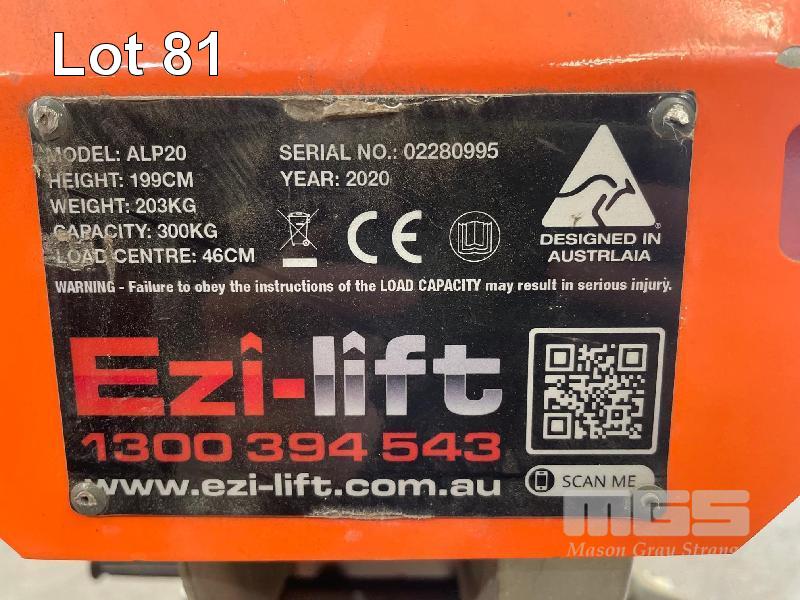 Lot 81
MODEL: ALP20
HEIGHT: 199CM
WEIGHT: 203KG
CAPACITY: 300KG
LOAD CENTRE: 46CM
SERIAL NO.: 02280995
YEAR: 2020
CE
DESIGNED IN
AUSTRLAIA
WARNING - Failure to obey the instructions of the LOAD CAPACITY may result in serious injury.
Ezi-lift
1300 394 543
www.ezi-lift.com.au
SCAN ME
MGS
Mason Gray Strang